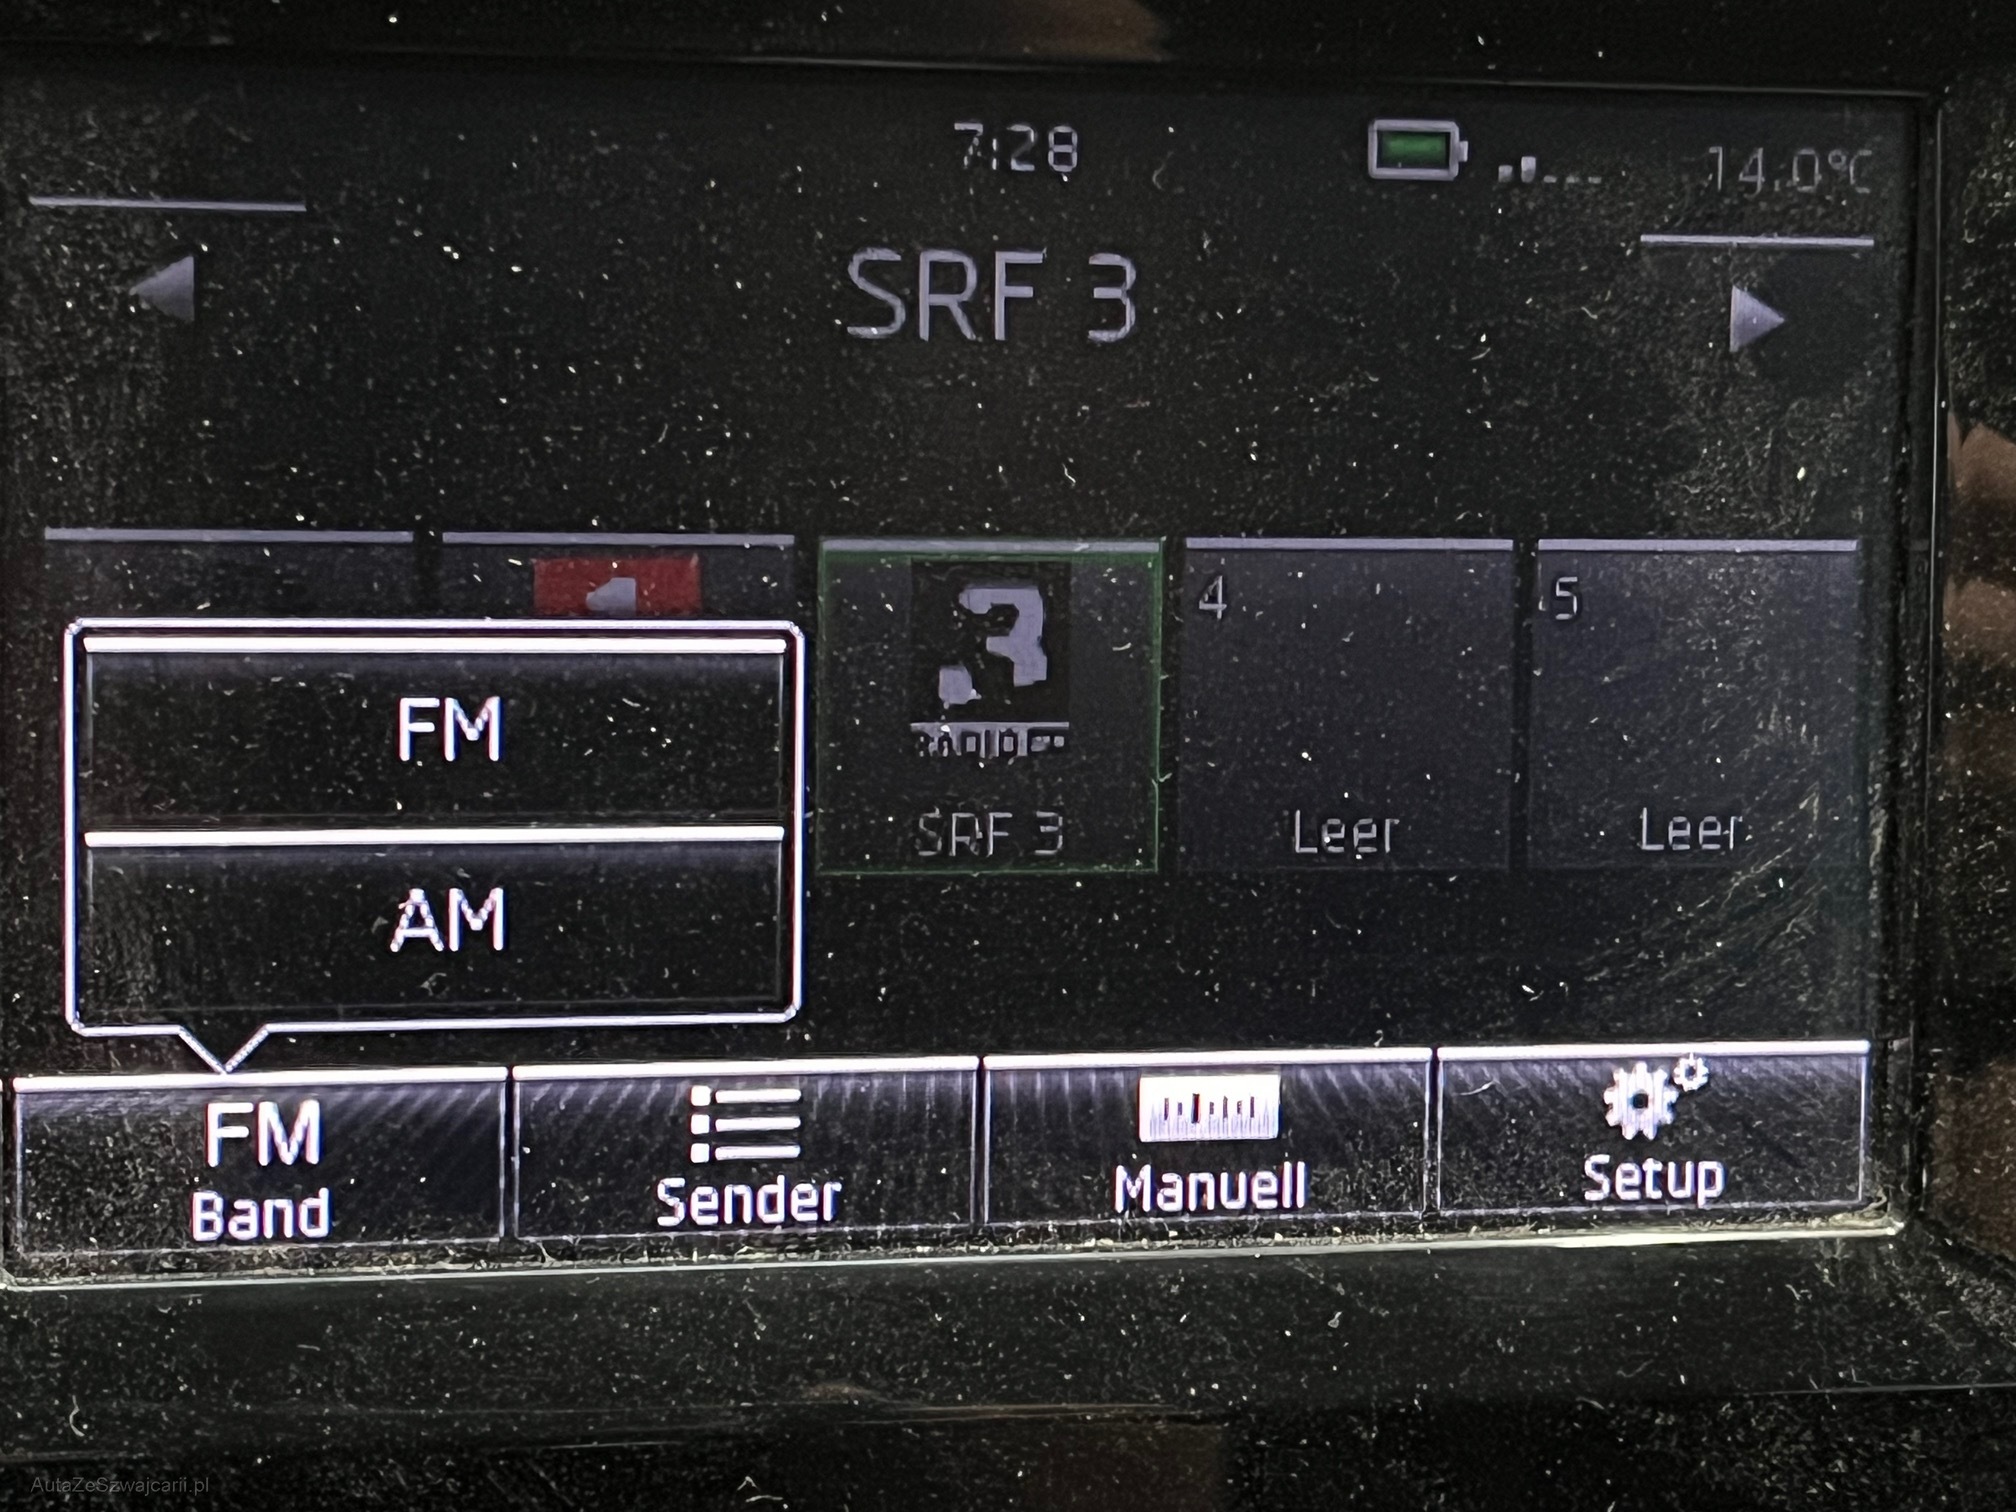 7:28
14.0°C
SRF 3
4
5
3
SRF 3
Leer
Leer
FM
AM
FM
Band
Sender
Manuell
Setup
AutaZeSzwajcarii.pl